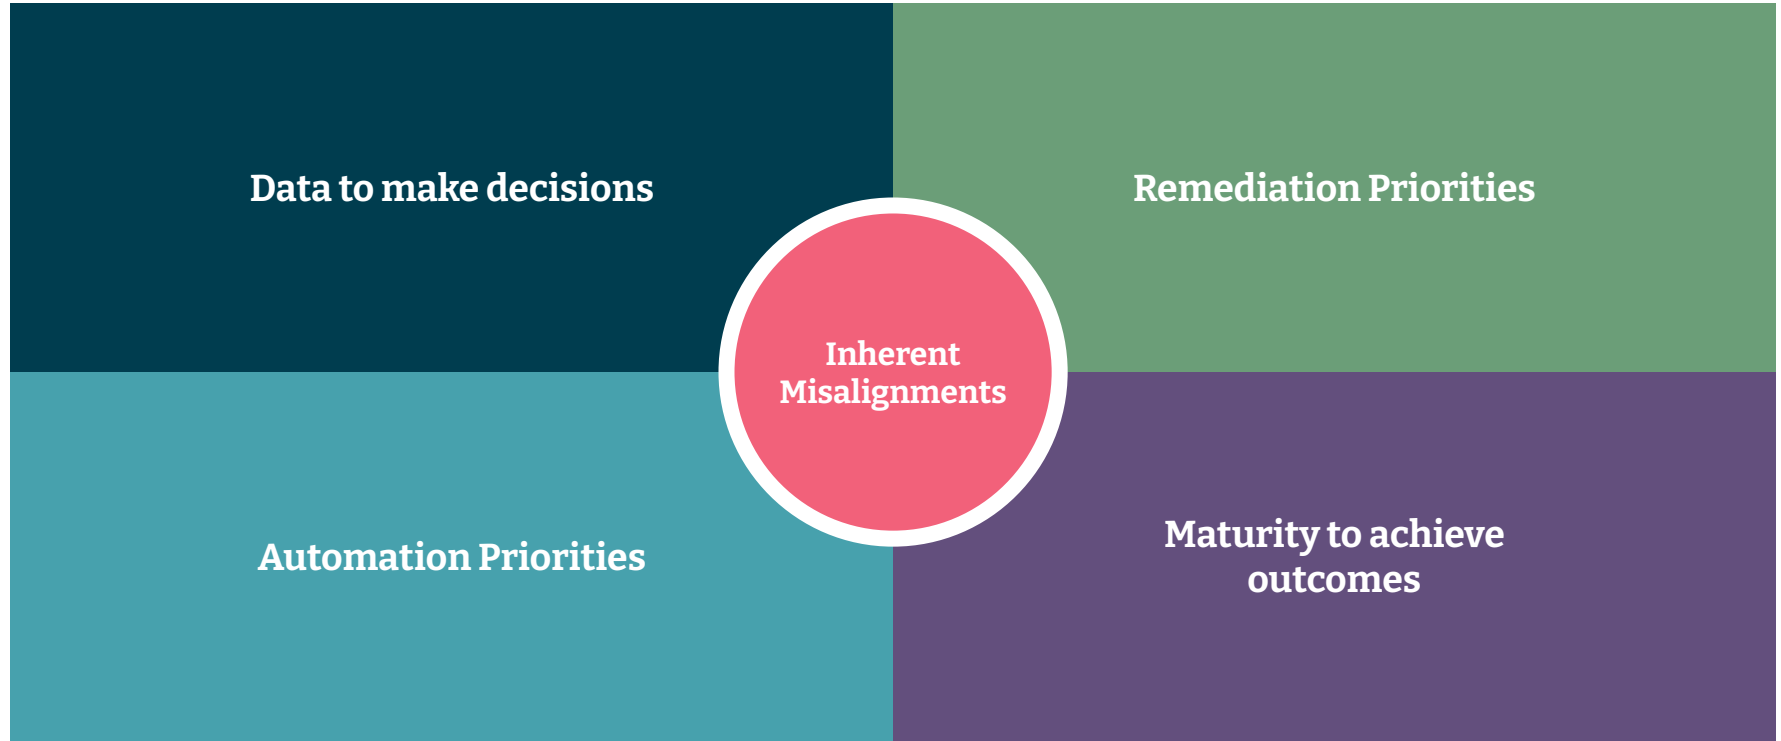 Data to make decisions
Remediation Priorities
Inherent
Misalignments
Automation Priorities
Maturity to achieve
outcomes